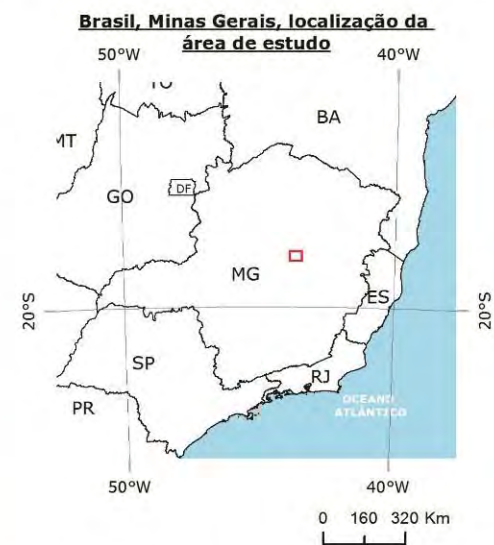 Brasil, Minas Gerais, localização da
área de estudo
50°W
40°W
BA
GO
DF
MG
ES
20°S
20°S
SP
RJ
PR
OCEANO
ATLÂNTICO
50°W
40°W
0 160 320 Km